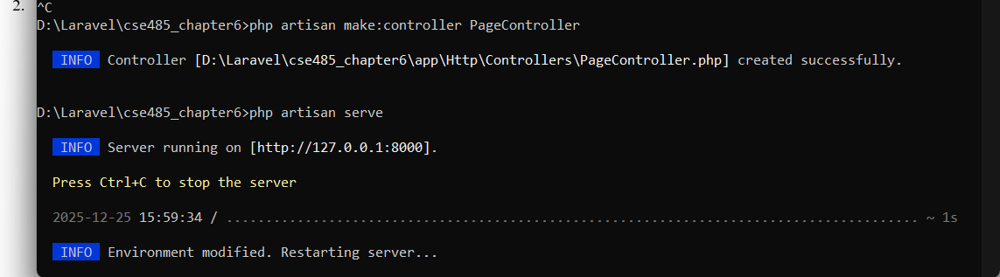 2. ^C
D:\Laravel\cse485_chapter6>php artisan make:controller PageController
INFO Controller [D:\Laravel\cse485_chapter6\app\Http\Controllers\PageController.php] created successfully.
D:\Laravel\cse485_chapter6>php artisan serve
INFO Server running on [http://127.0.0.1:8000].
Press Ctrl+C to stop the server
2025-12-25 15:59:34 / ........................................................................................ ~ 1s
INFO Environment modified. Restarting server...